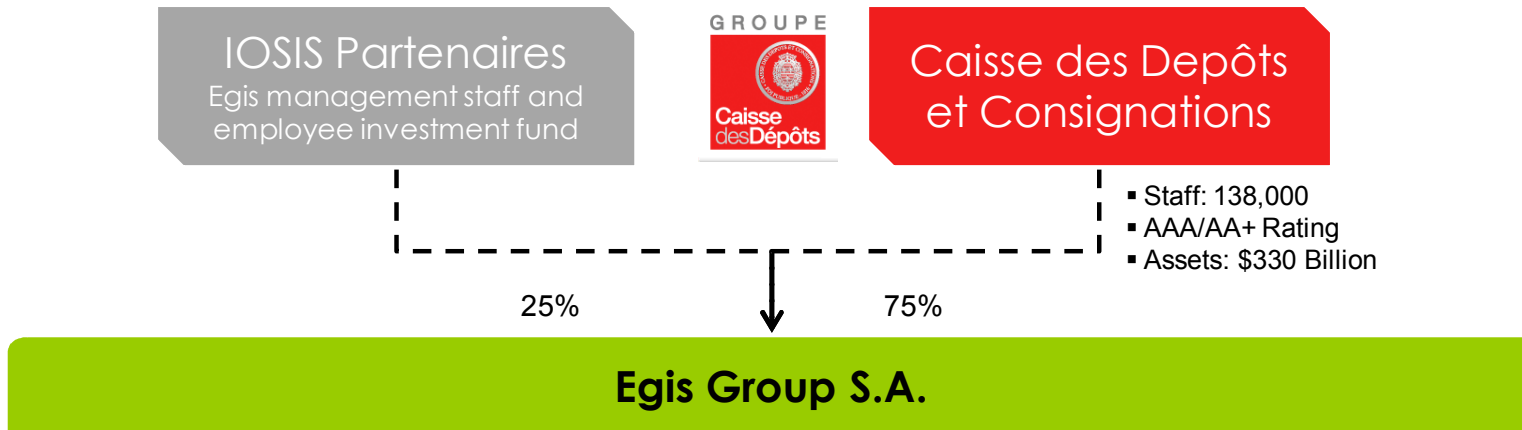 IOSIS Partenaires
Egis management staff and
employee investment fund
GROUPE
Caisse
desDépôts
Caisse des Depôts
et Consignations
▪ Staff: 138,000
▪ AAA/AA+ Rating
▪ Assets: $330 Billion
25%
75%
Egis Group S.A.